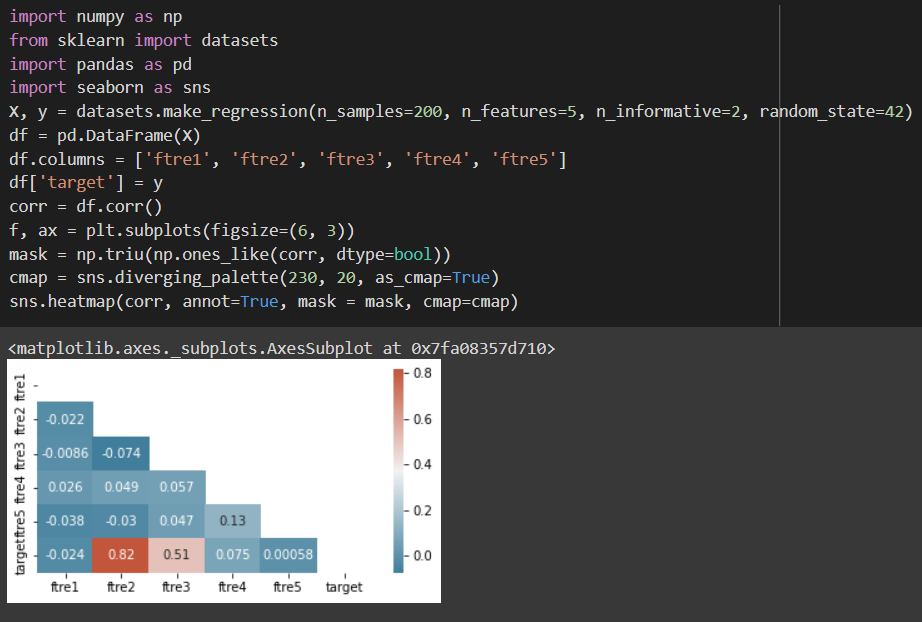 import numpy as np
from sklearn import datasets
import pandas as pd
import seaborn as sns
X, y = datasets.make_regression(n_samples=200, n_features=5, n_informative=2, random_state=42)
df = pd.DataFrame(X)
df.columns = ['ftre1', 'ftre2', 'ftre3', 'ftre4', 'ftre5']
df['target'] = y
corr = df.corr()
f, ax = plt.subplots(figsize=(6, 3))
mask = np.triu(np.ones_like(corr, dtype=bool))
cmap = sns.diverging_palette(230, 20, as_cmap=True)
sns.heatmap(corr, annot=True, mask = mask, cmap=cmap)
<matplotlib.axes._subplots.AxesSubplot at 0x7fa08357d710>
ftre1
ftre2 -0.022
ftre3 -0.0086 -0.074
ftre4 0.026 0.049 0.057
ftre5 -0.038 -0.03 0.047 0.13
target -0.024 0.82 0.51 0.075 0.00058
ftre1 ftre2 ftre3 ftre4 ftre5 target
0.8
0.6
0.4
0.2
0.0